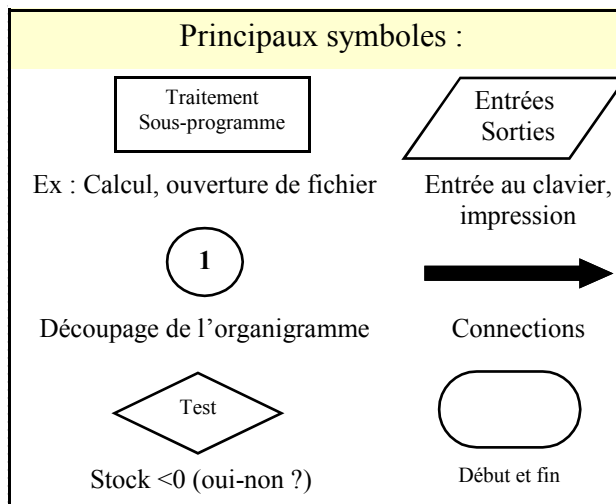 Principaux symboles :
Traitement
Sous-programme
Entrées
Sorties
Ex : Calcul, ouverture de fichier
Entrée au clavier,
impression
1
Découpage de l’organigramme
Connections
Test
Stock <0 (oui-non ?)
Début et fin